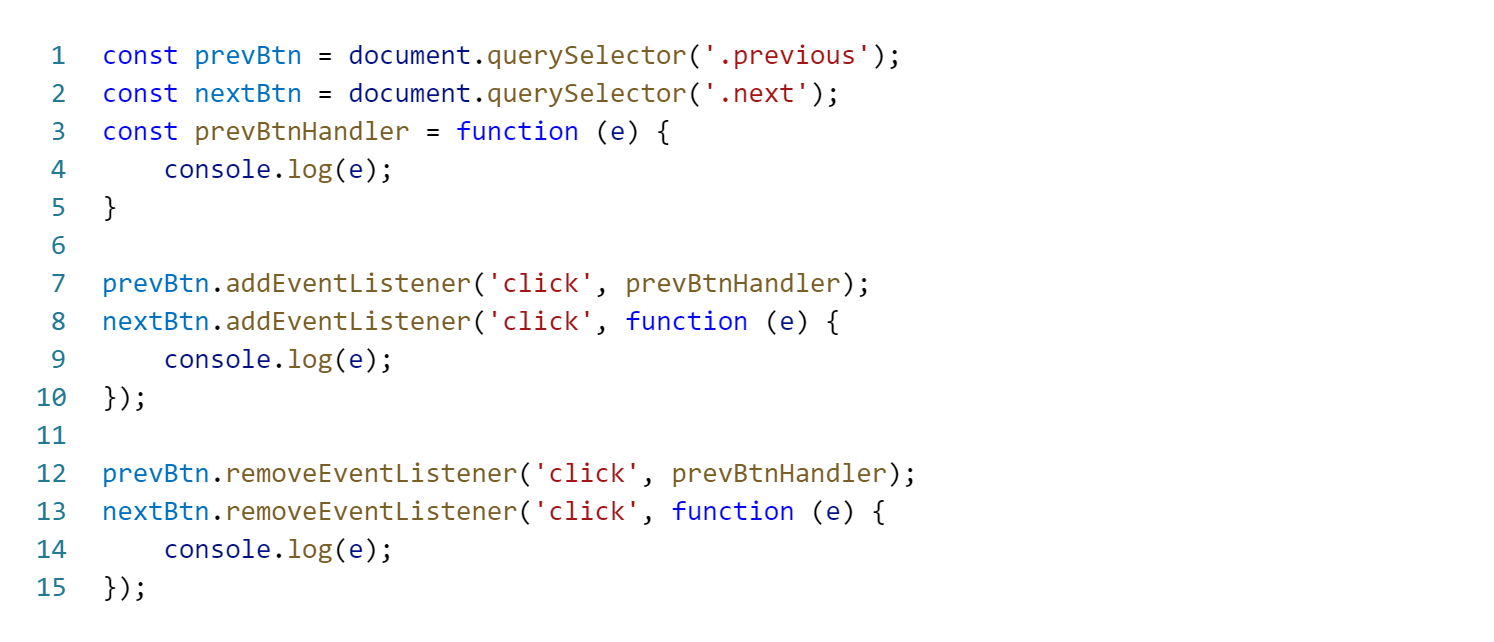 1 const prevBtn = document.querySelector('.previous');
2 const nextBtn = document.querySelector('.next');
3 const prevBtnHandler = function (e) {
4     console.log(e);
5 }
6
7 prevBtn.addEventListener('click', prevBtnHandler);
8 nextBtn.addEventListener('click', function (e) {
9     console.log(e);
10 });
11
12 prevBtn.removeEventListener('click', prevBtnHandler);
13 nextBtn.removeEventListener('click', function (e) {
14     console.log(e);
15 });